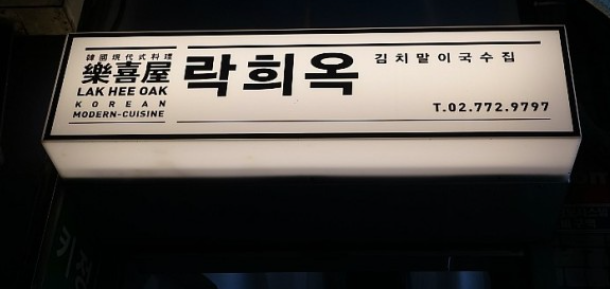 韓國現代式料理
樂喜屋
LAK HEE OAK
KOREAN
MODERN-CUISINE
락희옥
김치말이국수집
T.02.772.9797